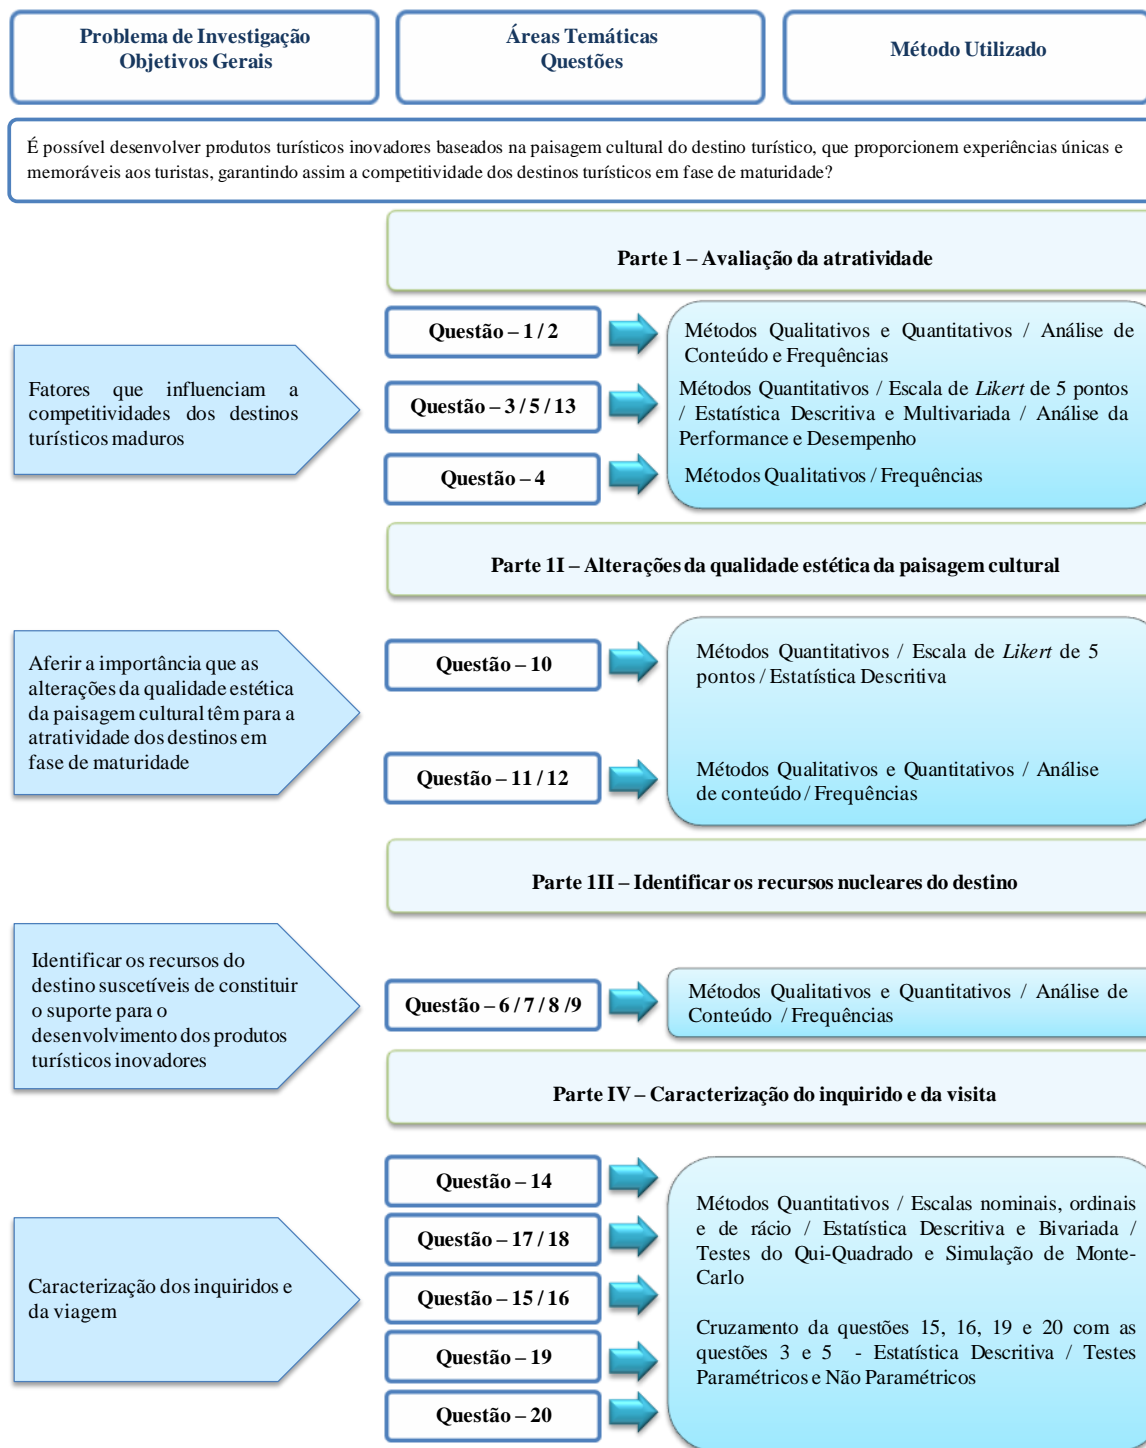 Problema de Investigação
Objetivos Gerais
Áreas Temáticas
Questões
Método Utilizado
É possível desenvolver produtos turísticos inovadores baseados na paisagem cultural do destino turístico, que proporcionem experiências únicas e
memoráveis aos turistas, garantindo assim a competitividade dos destinos turísticos em fase de maturidade?
Parte 1 – Avaliação da atratividade
Fatores que influenciam a
competitividades dos destinos
turísticos maduros
Questão – 1 / 2
Métodos Qualitativos e Quantitativos / Análise de
Conteúdo e Frequências
Questão – 3 / 5 / 13
Métodos Quantitativos / Escala de Likert de 5 pontos
/ Estatística Descritiva e Multivariada / Análise da
Performance e Desempenho
Questão – 4
Métodos Qualitativos / Frequências
Parte 1I – Alterações da qualidade estética da paisagem cultural
Aferir a importância que as
alterações da qualidade estética
da paisagem cultural têm para a
atratividade dos destinos em
fase de maturidade
Questão – 10
Métodos Quantitativos / Escala de Likert de 5
pontos / Estatística Descritiva
Questão – 11 / 12
Métodos Qualitativos e Quantitativos / Análise
de conteúdo / Frequências
Parte 1II – Identificar os recursos nucleares do destino
Identificar os recursos do
destino suscetíveis de constituir
o suporte para o
desenvolvimento dos produtos
turísticos inovadores
Questão – 6 / 7 / 8 /9
Métodos Qualitativos e Quantitativos / Análise de
Conteúdo / Frequências
Parte IV – Caracterização do inquirido e da visita
Caracterização dos inquiridos e
da viagem
Questão – 14
Questão – 17 / 18
Questão – 15 / 16
Questão – 19
Questão – 20
Métodos Quantitativos / Escalas nominais, ordinais
e de rácio / Estatística Descritiva e Bivariada /
Testes do Qui-Quadrado e Simulação de Monte-
Carlo
Cruzamento da questões 15, 16, 19 e 20 com as
questões 3 e 5 - Estatística Descritiva / Testes
Paramétricos e Não Paramétricos